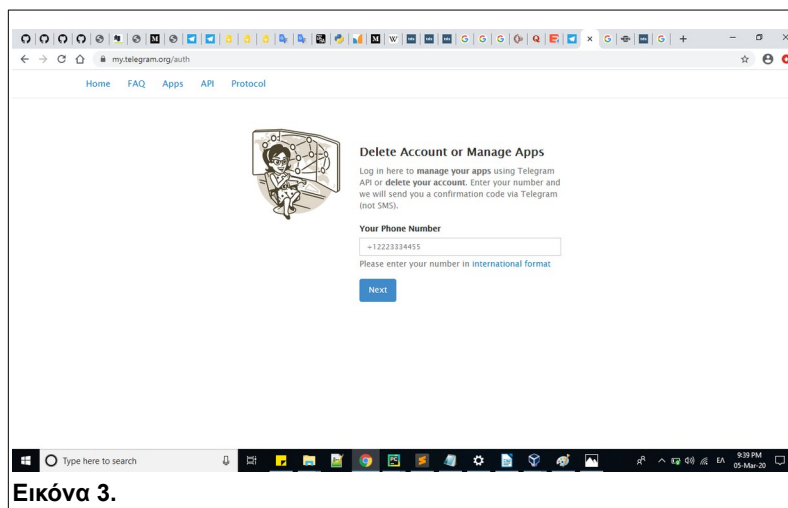 my.telegram.org/auth
Home FAQ Apps API Protocol
Delete Account or Manage Apps
Log in here to manage your apps using Telegram
API or delete your account. Enter your number and
we will send you a confirmation code via Telegram
(not SMS).
Your Phone Number
+12223334455
Please enter your number in international format
Next
Type here to search
ΕΛ
9:39 PM
05-Mar-20
Εικόνα 3.